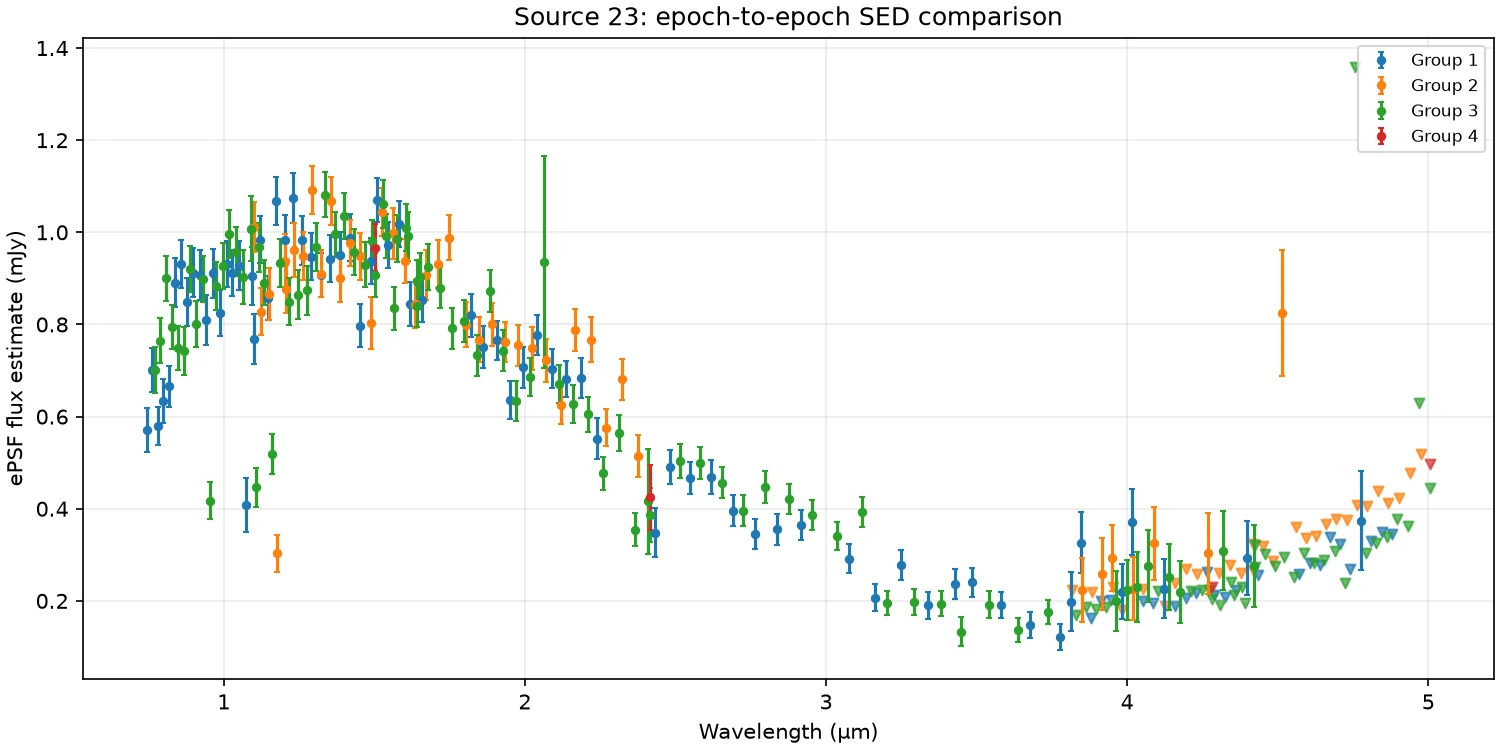 Source 23: epoch-to-epoch SED comparison
ePSF flux estimate (mJy)
1.4
1.2
1.0
0.8
0.6
0.4
0.2
Group 1
Group 2
Group 3
Group 4
1 2 3 4 5
Wavelength (μm)